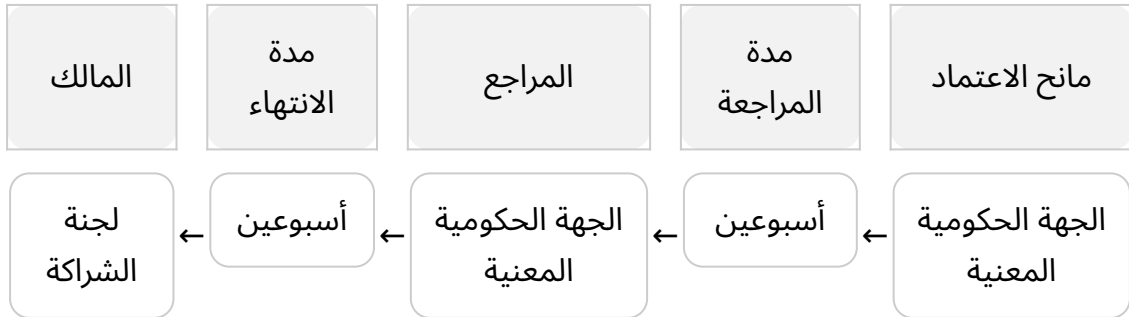 مانح الاعتماد
مدة
المراجعة
المراجع
مدة
الانتهاء
المالك
الجهة الحكومية
المعنية
←
أسبوعين
←
الجهة الحكومية
المعنية
←
أسبوعين
←
لجنة
الشراكة